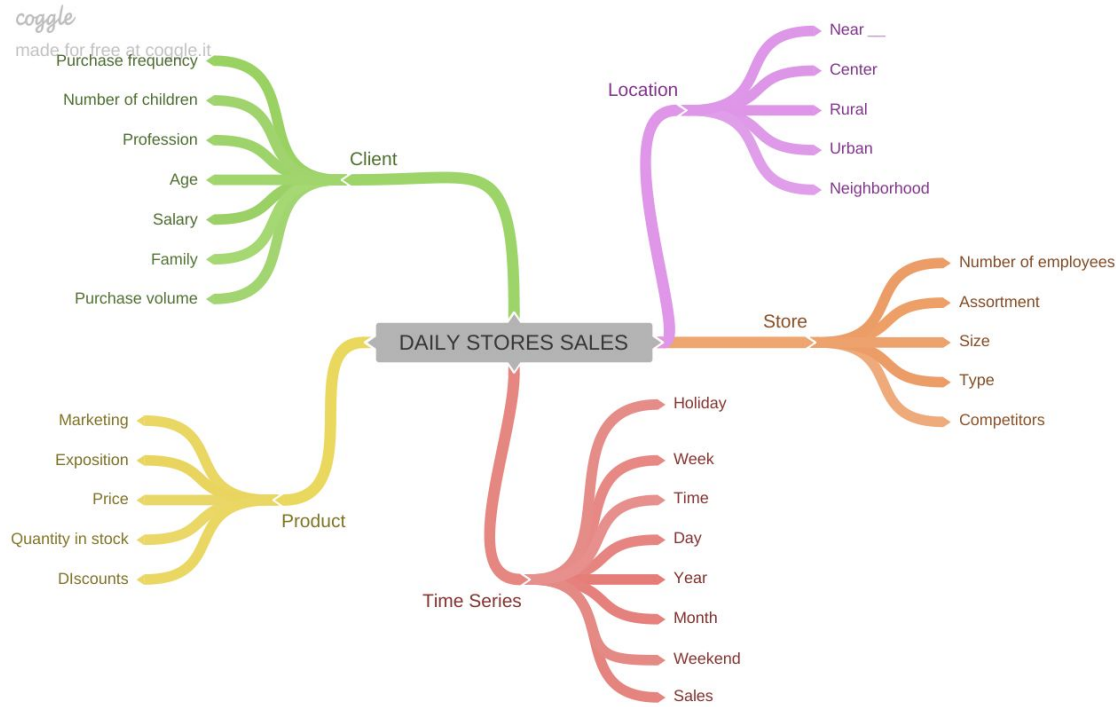 coggle
made for free at coggle.it
Purchase frequency
Number of children
Profession
Age
Salary
Family
Purchase volume
Client
Location
Near __
Center
Rural
Urban
Neighborhood
DAILY STORES SALES
Store
Number of employees
Assortment
Size
Type
Competitors
Marketing
Exposition
Price
Quantity in stock
DIscounts
Product
Time Series
Holiday
Week
Time
Day
Year
Month
Weekend
Sales